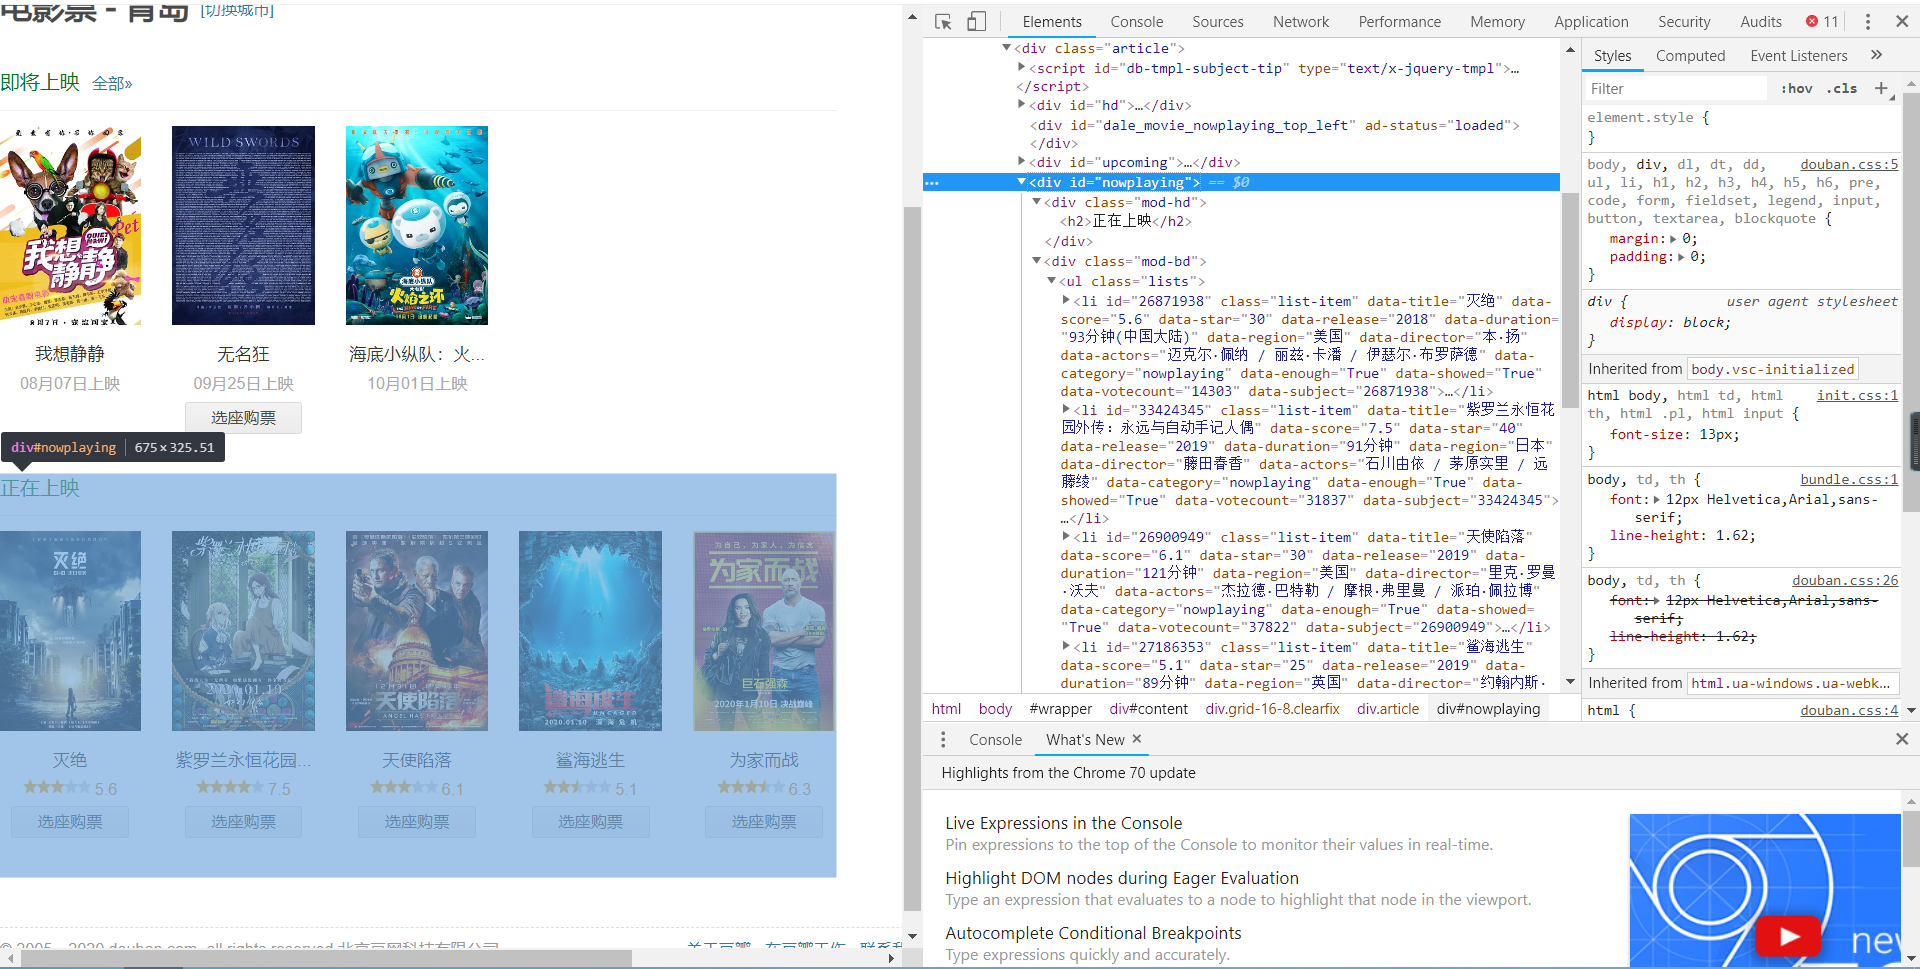 电影票 - 青岛 [切换城市]
即将上映 全部»
WILD SWORDS
我想静静
无名狂
海底小纵队：火...
08月07日上映
09月25日上映
10月01日上映
选座购票
div#nowplaying | 675 × 325.51
正在上映
灭绝
紫罗兰永恒花园...
天使陷落
鲨海逃生
为家而战
5.6
7.5
6.1
5.1
6.3
选座购票
选座购票
选座购票
选座购票
选座购票
Elements Console Sources Network Performance Memory Application Security Audits 11
<div class="article">
<script id="db-tmpl-subject-tip" type="text/x-jquery-tmpl">…
</script>
<div id="hd">…</div>
<div id="dale_movie_nowplaying_top_left" ad-status="loaded">
</div>
<div id="upcoming">…</div>
<div id="nowplaying"> == $0
<div class="mod-hd">
<h2>正在上映</h2>
</div>
<div class="mod-bd">
<ul class="lists">
<li id="26871938" class="list-item" data-title="灭绝" data-
score="5.6" data-star="30" data-release="2018" data-duration=
"93分钟(中国大陆)" data-region="美国" data-director="本·扬"
data-actors="迈克尔·佩纳 / 丽兹·卡潘 / 伊瑟尔·布罗萨德" data-
category="nowplaying" data-enough="True" data-showed="True"
data-votecount="14303" data-subject="26871938">…</li>
<li id="33424345" class="list-item" data-title="紫罗兰永恒花
园外传：永远与自动手记人偶" data-score="7.5" data-star="40"
data-release="2019" data-duration="91分钟" data-region="日本"
data-director="藤田春香" data-actors="石川由依 / 茅原实里 / 远
藤绫" data-category="nowplaying" data-enough="True" data-
showed="True" data-votecount="31837" data-subject="33424345">
…</li>
<li id="26900949" class="list-item" data-title="天使陷落"
data-score="6.1" data-star="30" data-release="2019" data-
duration="121分钟" data-region="美国" data-director="里克·罗曼
·沃夫" data-actors="杰拉德·巴特勒 / 摩根·弗里曼 / 派珀·佩拉博"
data-category="nowplaying" data-enough="True" data-showed=
"True" data-votecount="37822" data-subject="26900949">…</li>
<li id="27186353" class="list-item" data-title="鲨海逃生"
data-score="5.1" data-star="25" data-release="2019" data-
duration="89分钟" data-region="英国" data-director="约翰内斯·
html body #wrapper div#content div.grid-16-8.clearfix div.article div#nowplaying
Styles Computed Event Listeners »
Filter :hov .cls +
element.style {
}
body, div, dl, dt, dd, douban.css:5
ul, li, h1, h2, h3, h4, h5, h6, pre,
code, form, fieldset, legend, input,
button, textarea, blockquote {
margin: 0;
padding: 0;
}
div { user agent stylesheet
display: block;
}
Inherited from body.vsc-initialized
html body, html td, html init.css:1
th, html .pl, html input {
font-size: 13px;
}
body, td, th { bundle.css:1
font: 12px Helvetica,Arial,sans-
serif;
line-height: 1.62;
}
body, td, th { douban.css:26
font: 12px Helvetica,Arial,sans-
serif;
line-height: 1.62;
}
Inherited from html.ua-windows.ua-webk…
html { douban.css:4
Console What's New ×
Highlights from the Chrome 70 update
Live Expressions in the Console
Pin expressions to the top of the Console to monitor their values in real-time.
Highlight DOM nodes during Eager Evaluation
Type an expression that evaluates to a node to highlight that node in the viewport.
Autocomplete Conditional Breakpoints
Type expressions quickly and accurately.
new